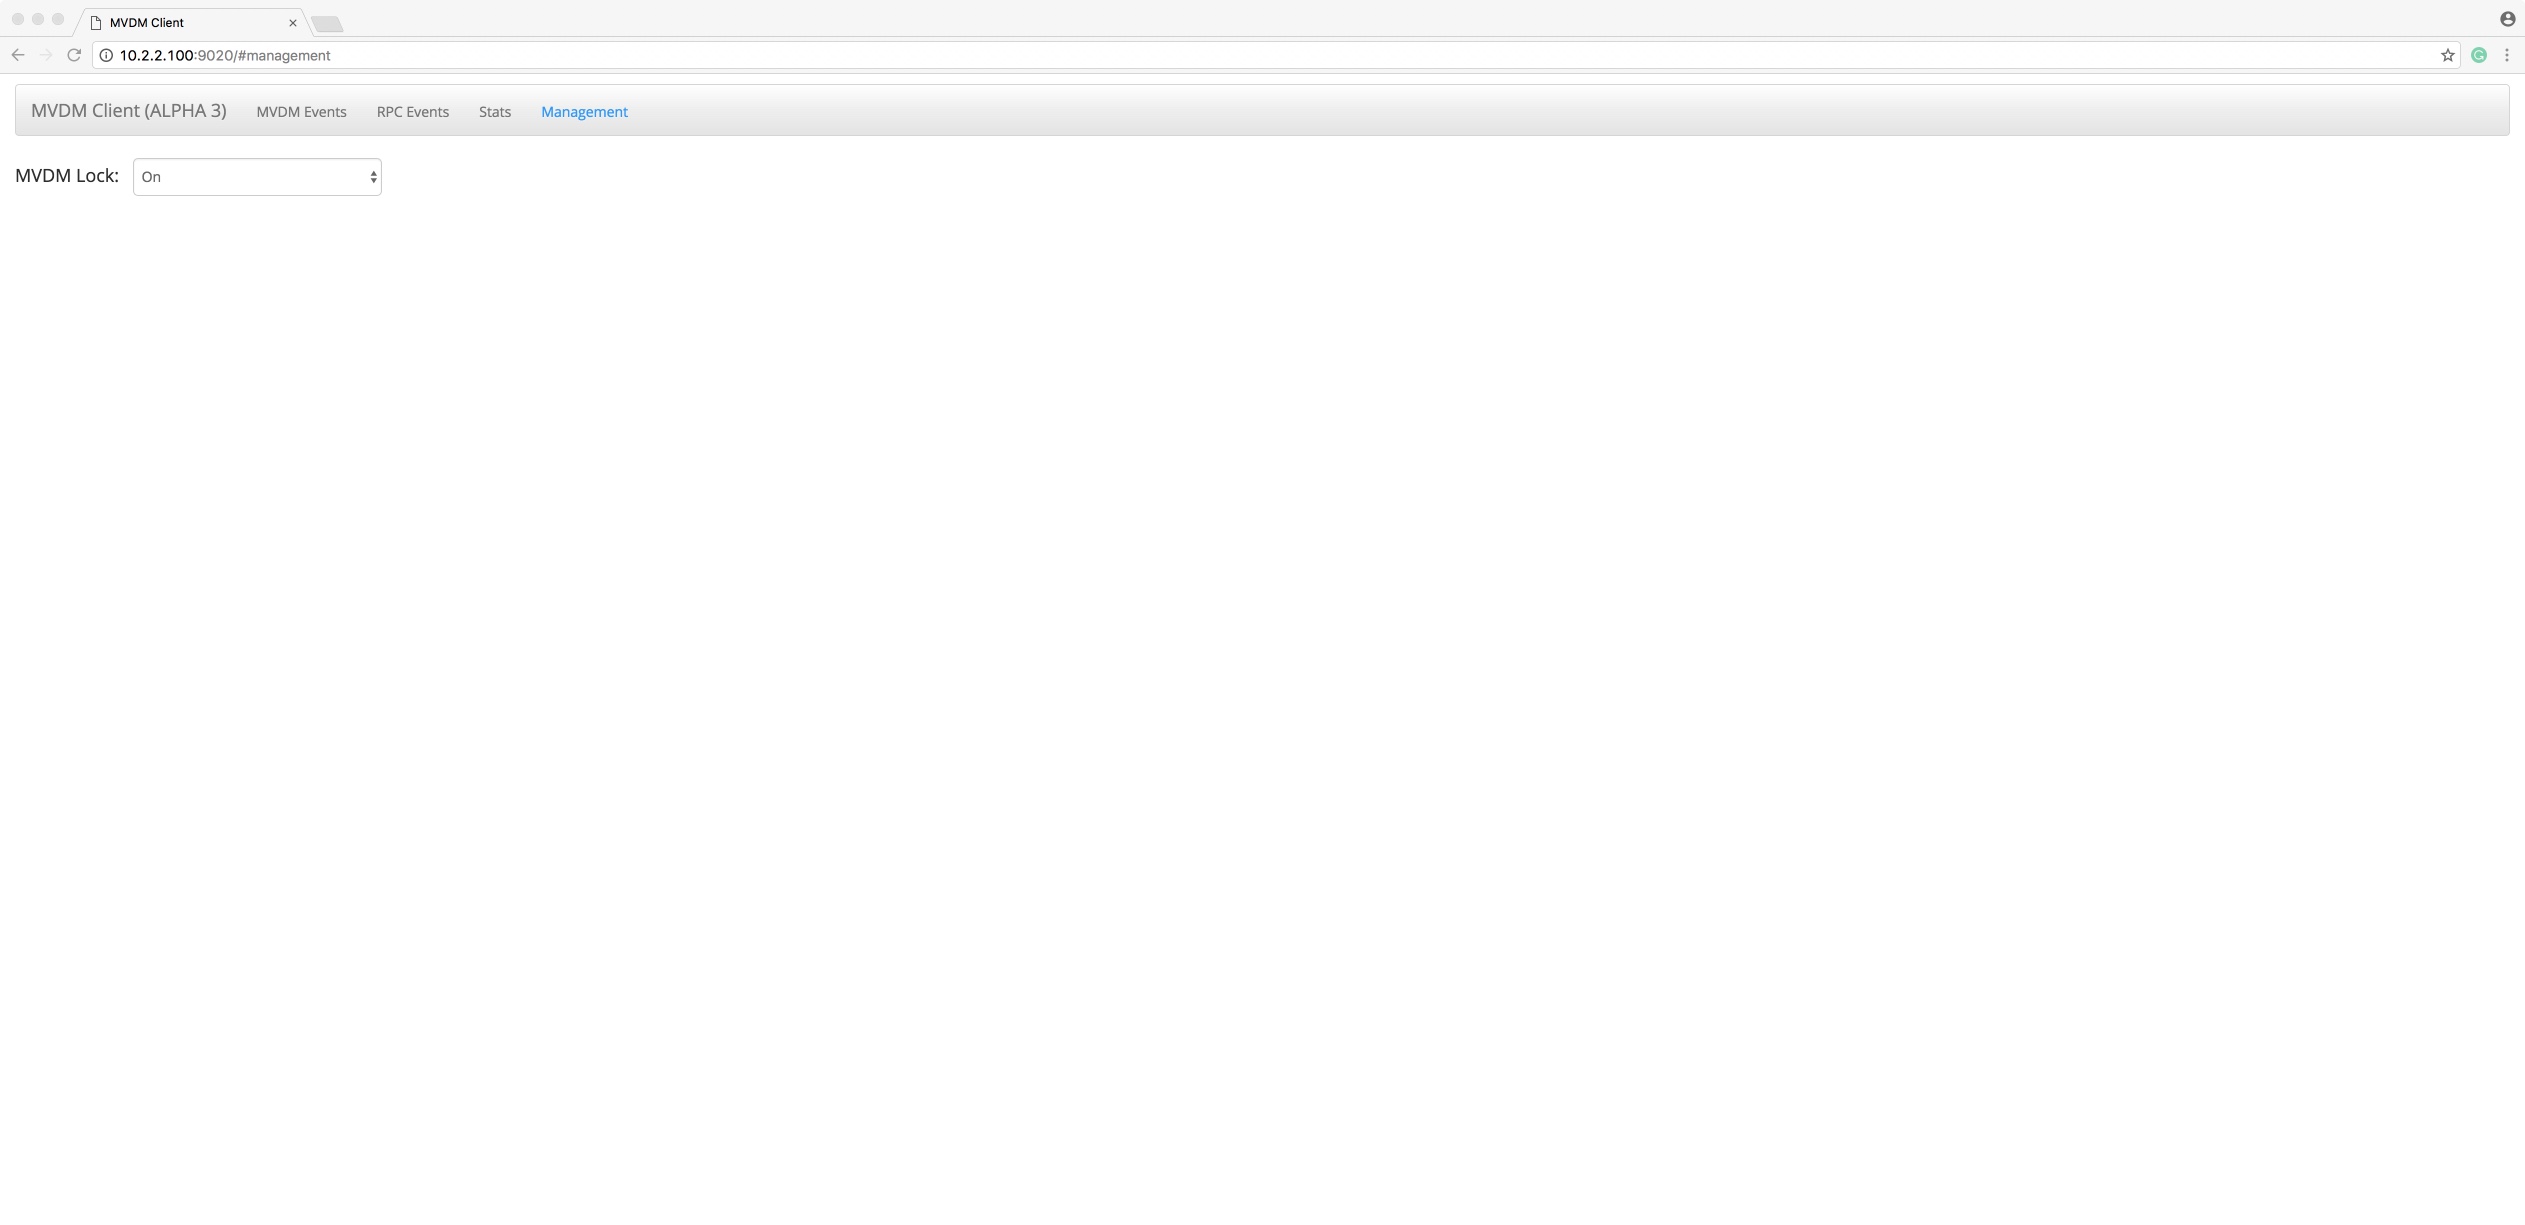 MVDM Client
10.2.2.100:9020/#management
MVDM Client (ALPHA 3) MVDM Events RPC Events Stats Management
MVDM Lock: On